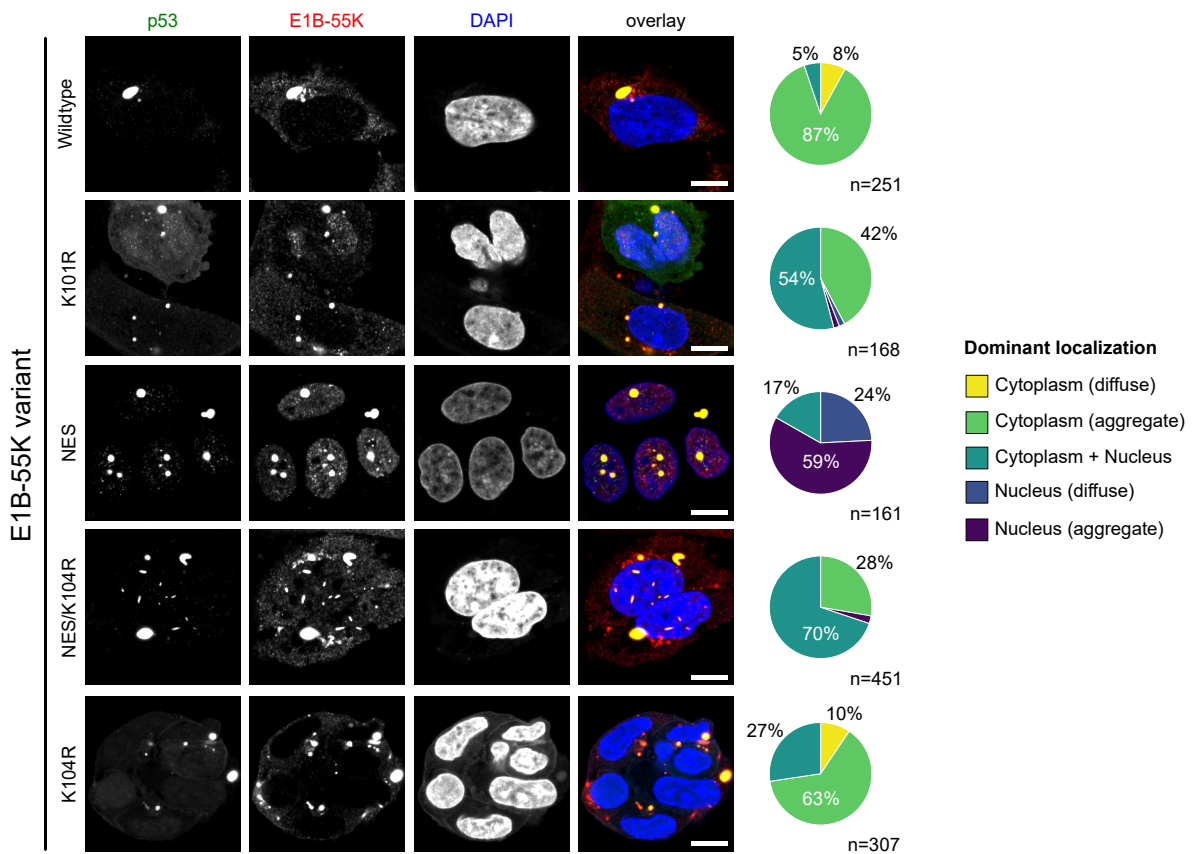 p53 E1B-55K DAPI overlay
E1B-55K variant
Wildtype
5% 8%
87%
n=251
K101R
42%
54%
n=168
NES
17% 24%
59%
n=161
NES/K104R
28%
70%
n=451
K104R
27% 10%
63%
n=307
Dominant localization
Cytoplasm (diffuse)
Cytoplasm (aggregate)
Cytoplasm + Nucleus
Nucleus (diffuse)
Nucleus (aggregate)